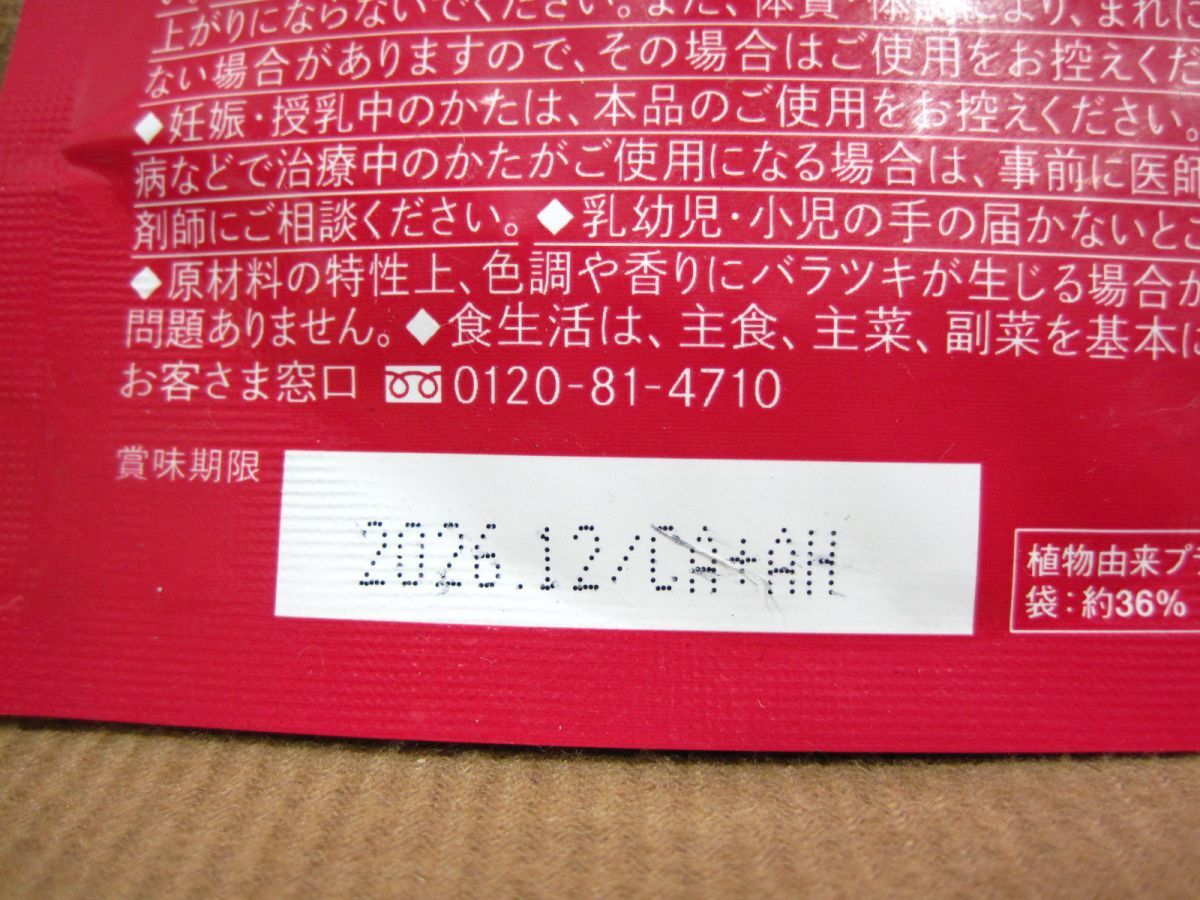 上がりにならないでください。また、体質・体調により、まれに
ない場合がありますので、その場合はご使用をお控えくだ
◆妊娠・授乳中のかたは、本品のご使用をお控えください。
病などで治療中のかたがご使用になる場合は、事前に医師
剤師にご相談ください。◆乳幼児・小児の手の届かないとこ
◆原材料の特性上、色調や香りにバラツキが生じる場合が
問題ありません。◆食生活は、主食、主菜、副菜を基本に
お客さま窓口 0120-81-4710
賞味期限
2026.12/CA+AH
植物由来プラ
袋：約36%